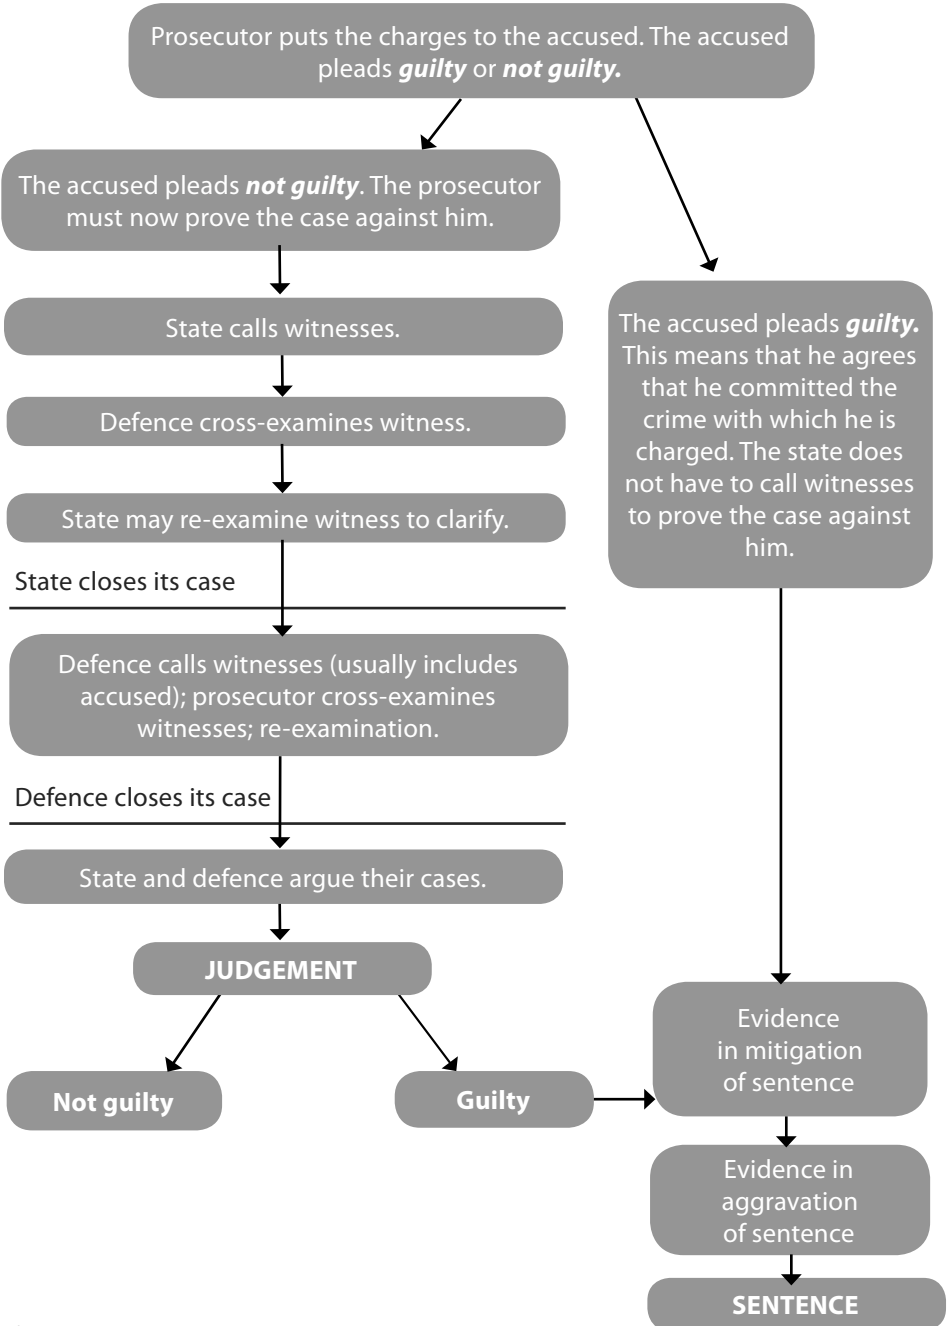 Prosecutor puts the charges to the accused. The accused
pleads guilty or not guilty.
The accused pleads not guilty. The prosecutor
must now prove the case against him.
State calls witnesses.
Defence cross-examines witness.
State may re-examine witness to clarify.
State closes its case
Defence calls witnesses (usually includes
accused); prosecutor cross-examines
witnesses; re-examination.
Defence closes its case
State and defence argue their cases.
JUDGEMENT
Not guilty
Guilty
The accused pleads guilty.
This means that he agrees
that he committed the
crime with which he is
charged. The state does
not have to call witnesses
to prove the case against
him.
Evidence
in mitigation
of sentence
Evidence in
aggravation
of sentence
SENTENCE